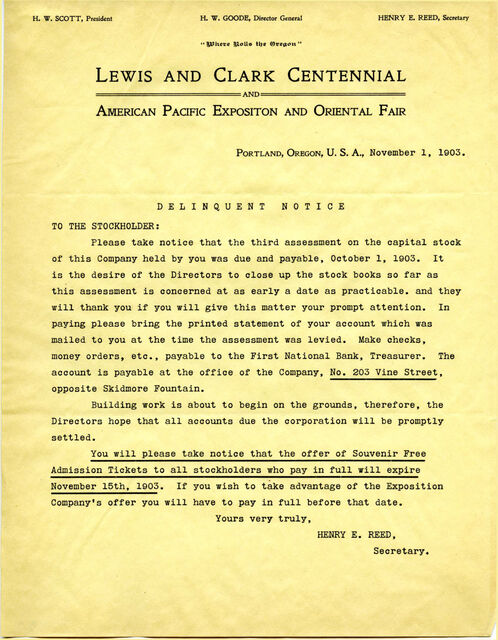 H. W. SCOTT, President H. W. GOODE, Director General HENRY E. REED, Secretary
"Where Rolls the Oregon"
LEWIS AND CLARK CENTENNIAL
AND
AMERICAN PACIFIC EXPOSITON AND ORIENTAL FAIR
PORTLAND, OREGON, U. S. A., November 1, 1903.
DELINQUENT NOTICE
TO THE STOCKHOLDER:
Please take notice that the third assessment on the capital stock
of this Company held by you was due and payable, October 1, 1903. It
is the desire of the Directors to close up the stock books so far as
this assessment is concerned at as early a date as practicable. and they
will thank you if you will give this matter your prompt attention. In
paying please bring the printed statement of your account which was
mailed to you at the time the assessment was levied. Make checks,
money orders, etc., payable to the First National Bank, Treasurer. The
account is payable at the office of the Company, No. 203 Vine Street,
opposite Skidmore Fountain.
Building work is about to begin on the grounds, therefore, the
Directors hope that all accounts due the corporation will be promptly
settled.
You will please take notice that the offer of Souvenir Free
Admission Tickets to all stockholders who pay in full will expire
November 15th, 1903. If you wish to take advantage of the Exposition
Company's offer you will have to pay in full before that date.
Yours very truly,
HENRY E. REED,
Secretary.